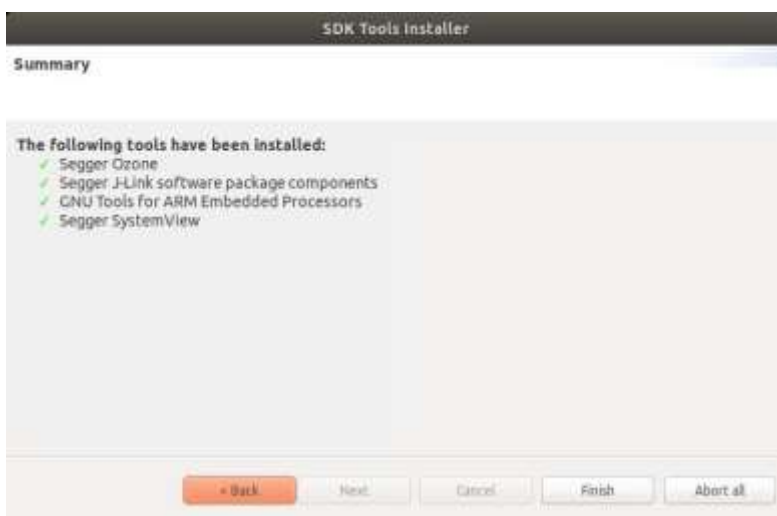 SDK Tools Installer
Summary
The following tools have been installed:
✓ Segger Ozone
✓ Segger J-Link software package components
✓ GNU Tools for ARM Embedded Processors
✓ Segger SystemView
< Back Next Cancel Finish Abort all